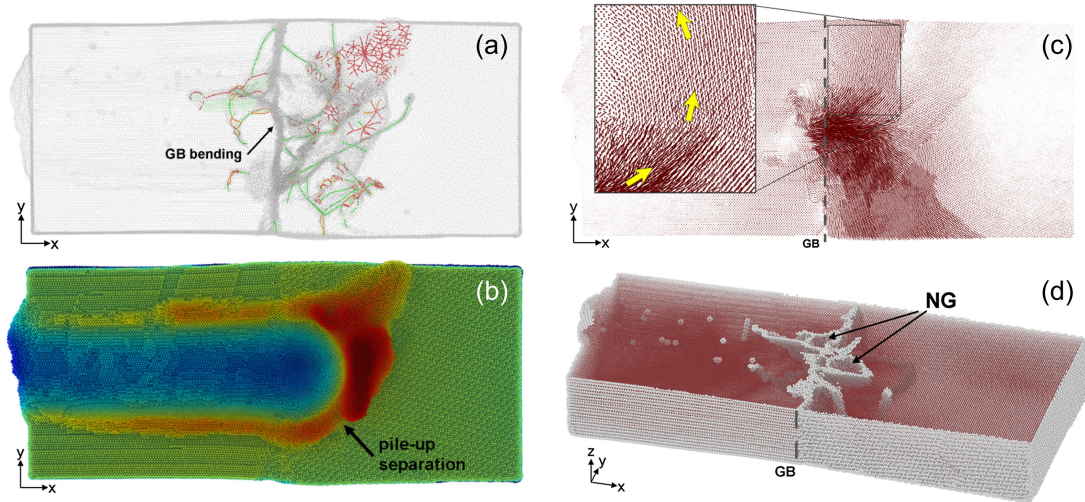 (a)
GB bending
y
x
(c)
y
x
GB
(b)
pile-up
separation
y
x
(d)
NG
z
y
x
GB